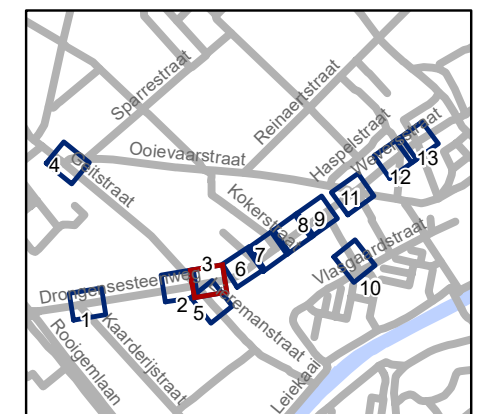 Sparrestraat
Reinaertstraat
Haspelstraat
Weversstraat
13
12
4
Geitstraat
Ooievaarstraat
Kokerstraat
11
8
9
7
6
3
Vlasgaardstraat
10
Drongensesteenweg
2
5
1
Kaarderijstraat
Rooigemlaan
Leiekaai